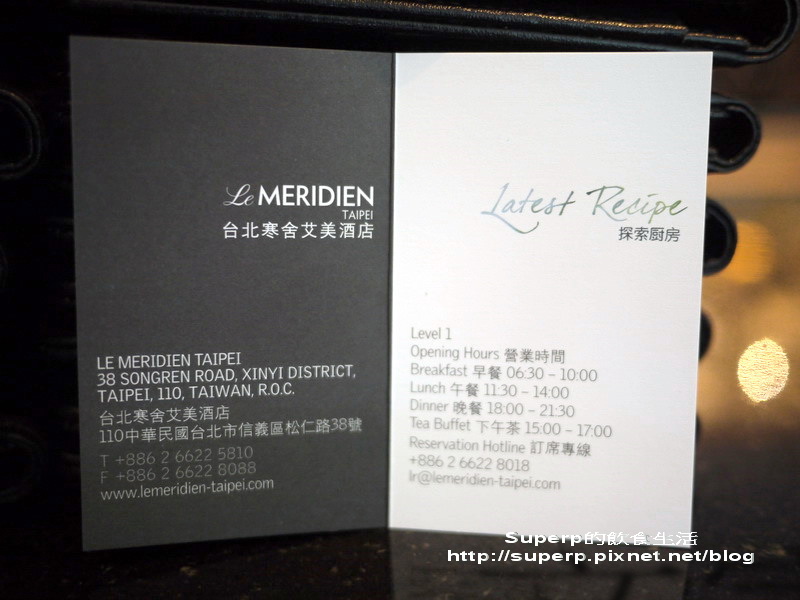 Le MERIDIEN
TAIPEI
台北寒舍艾美酒店
LE MERIDIEN TAIPEI
38 SONGREN ROAD, XINYI DISTRICT,
TAIPEI, 110, TAIWAN, R.O.C.
台北寒舍艾美酒店
110中華民國台北市信義區松仁路38號
T +886 2 6622 5810
F +886 2 6622 8088
www.lemeridien-taipei.com
Latest Recipe
探索厨房
Level 1
Opening Hours 營業時間
Breakfast 早餐 06:30 – 10:00
Lunch 午餐 11:30 – 14:00
Dinner 晚餐 18:00 – 21:30
Tea Buffet 下午茶 15:00 – 17:00
Reservation Hotline 訂席專線
+886 2 6622 8018
lr@lemeridien-taipei.com
Superp的飲食生活
http://superp.pixnet.net/blog